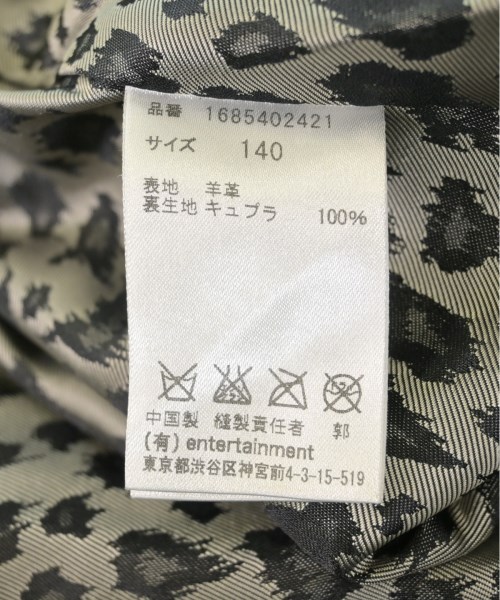 品番 1685402421
サイズ 140
表地 羊革
裏生地 キュプラ 100%
中国製 縫製責任者 郭
(有) entertainment
東京都渋谷区神宮前4-3-15-519